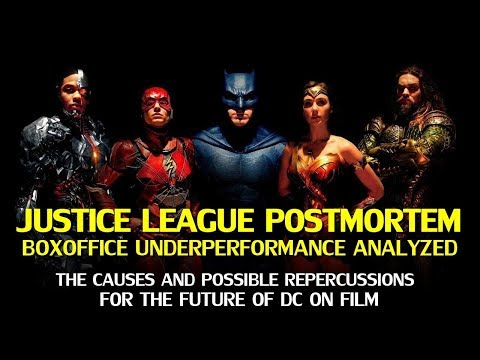 JUSTICE LEAGUE POSTMORTEM
BOXOFFICE UNDERPERFORMANCE ANALYZED
THE CAUSES AND POSSIBLE REPERCUSSIONS
FOR THE FUTURE OF DC ON FILM